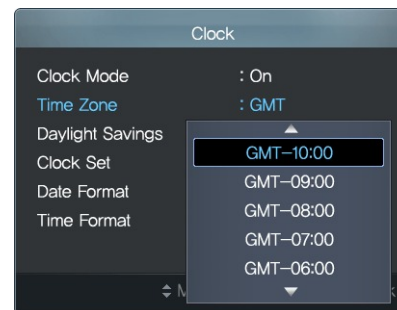 Clock
Clock Mode : On
Time Zone : GMT
Daylight Savings
GMT−10:00
Clock Set
GMT−09:00
Date Format
GMT−08:00
Time Format
GMT−07:00
GMT−06:00